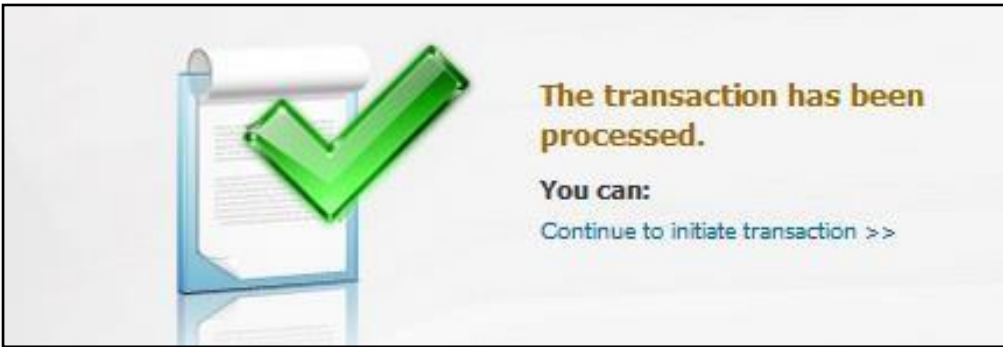 The transaction has been
processed.
You can:
Continue to initiate transaction >>